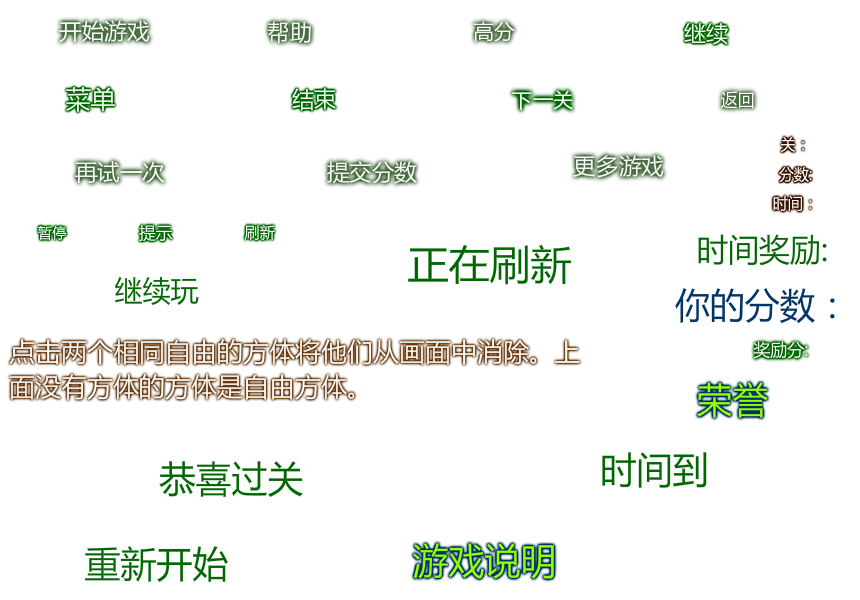 开始游戏
帮助
高分
继续
菜单
结束
下一关
返回
关：
再试一次
提交分数
更多游戏
分数:
时间：
暂停
提示
刷新
正在刷新
时间奖励:
继续玩
你的分数：
点击两个相同自由的方体将他们从画面中消除。上
面没有方体的方体是自由方体。
奖励分:
荣誉
恭喜过关
时间到
重新开始
游戏说明